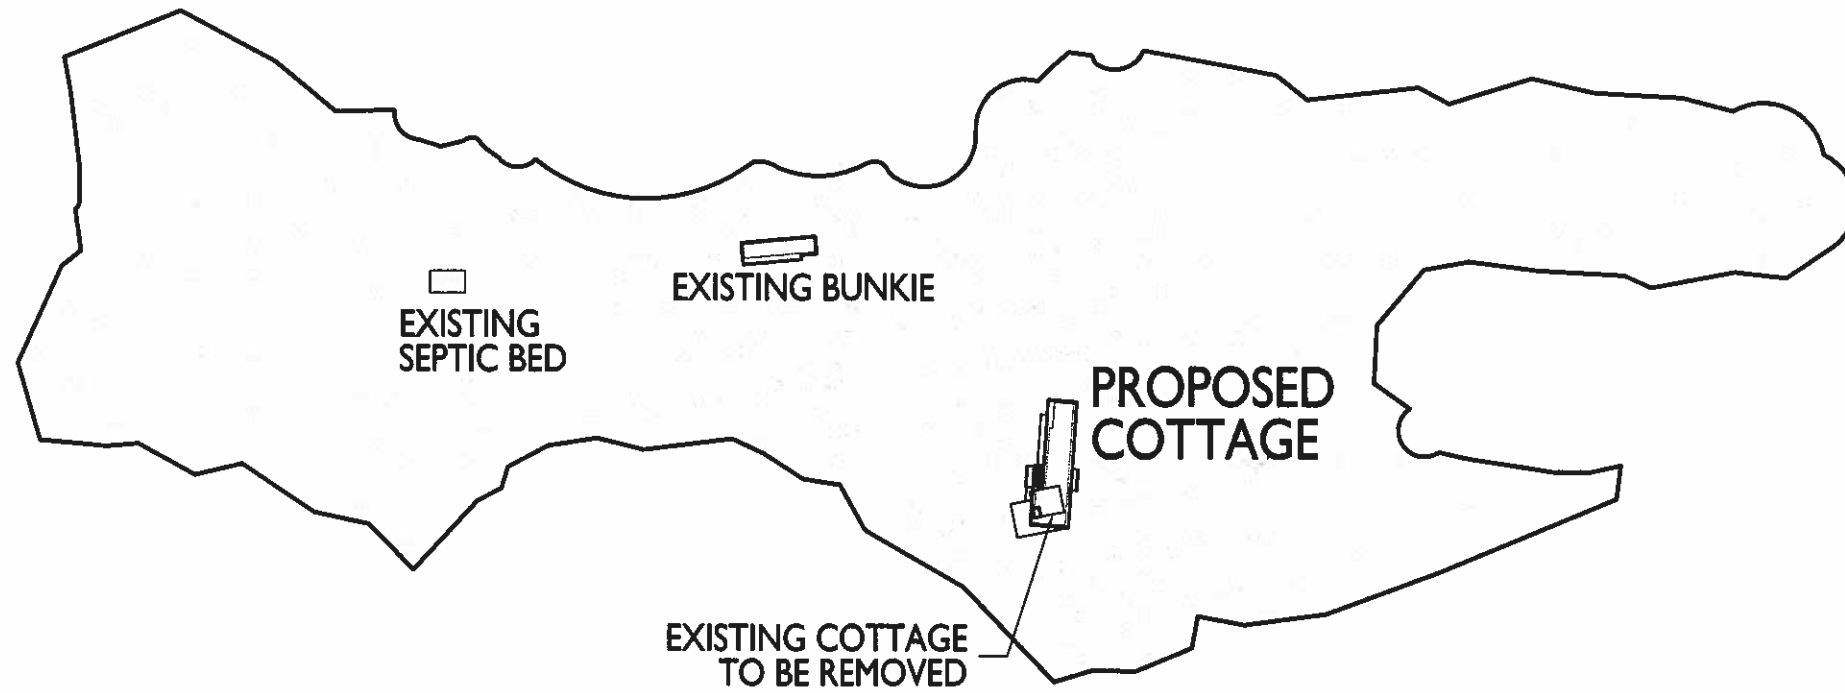 EXISTING BUNKIE
EXISTING
SEPTIC BED
PROPOSED
COTTAGE
EXISTING COTTAGE
TO BE REMOVED